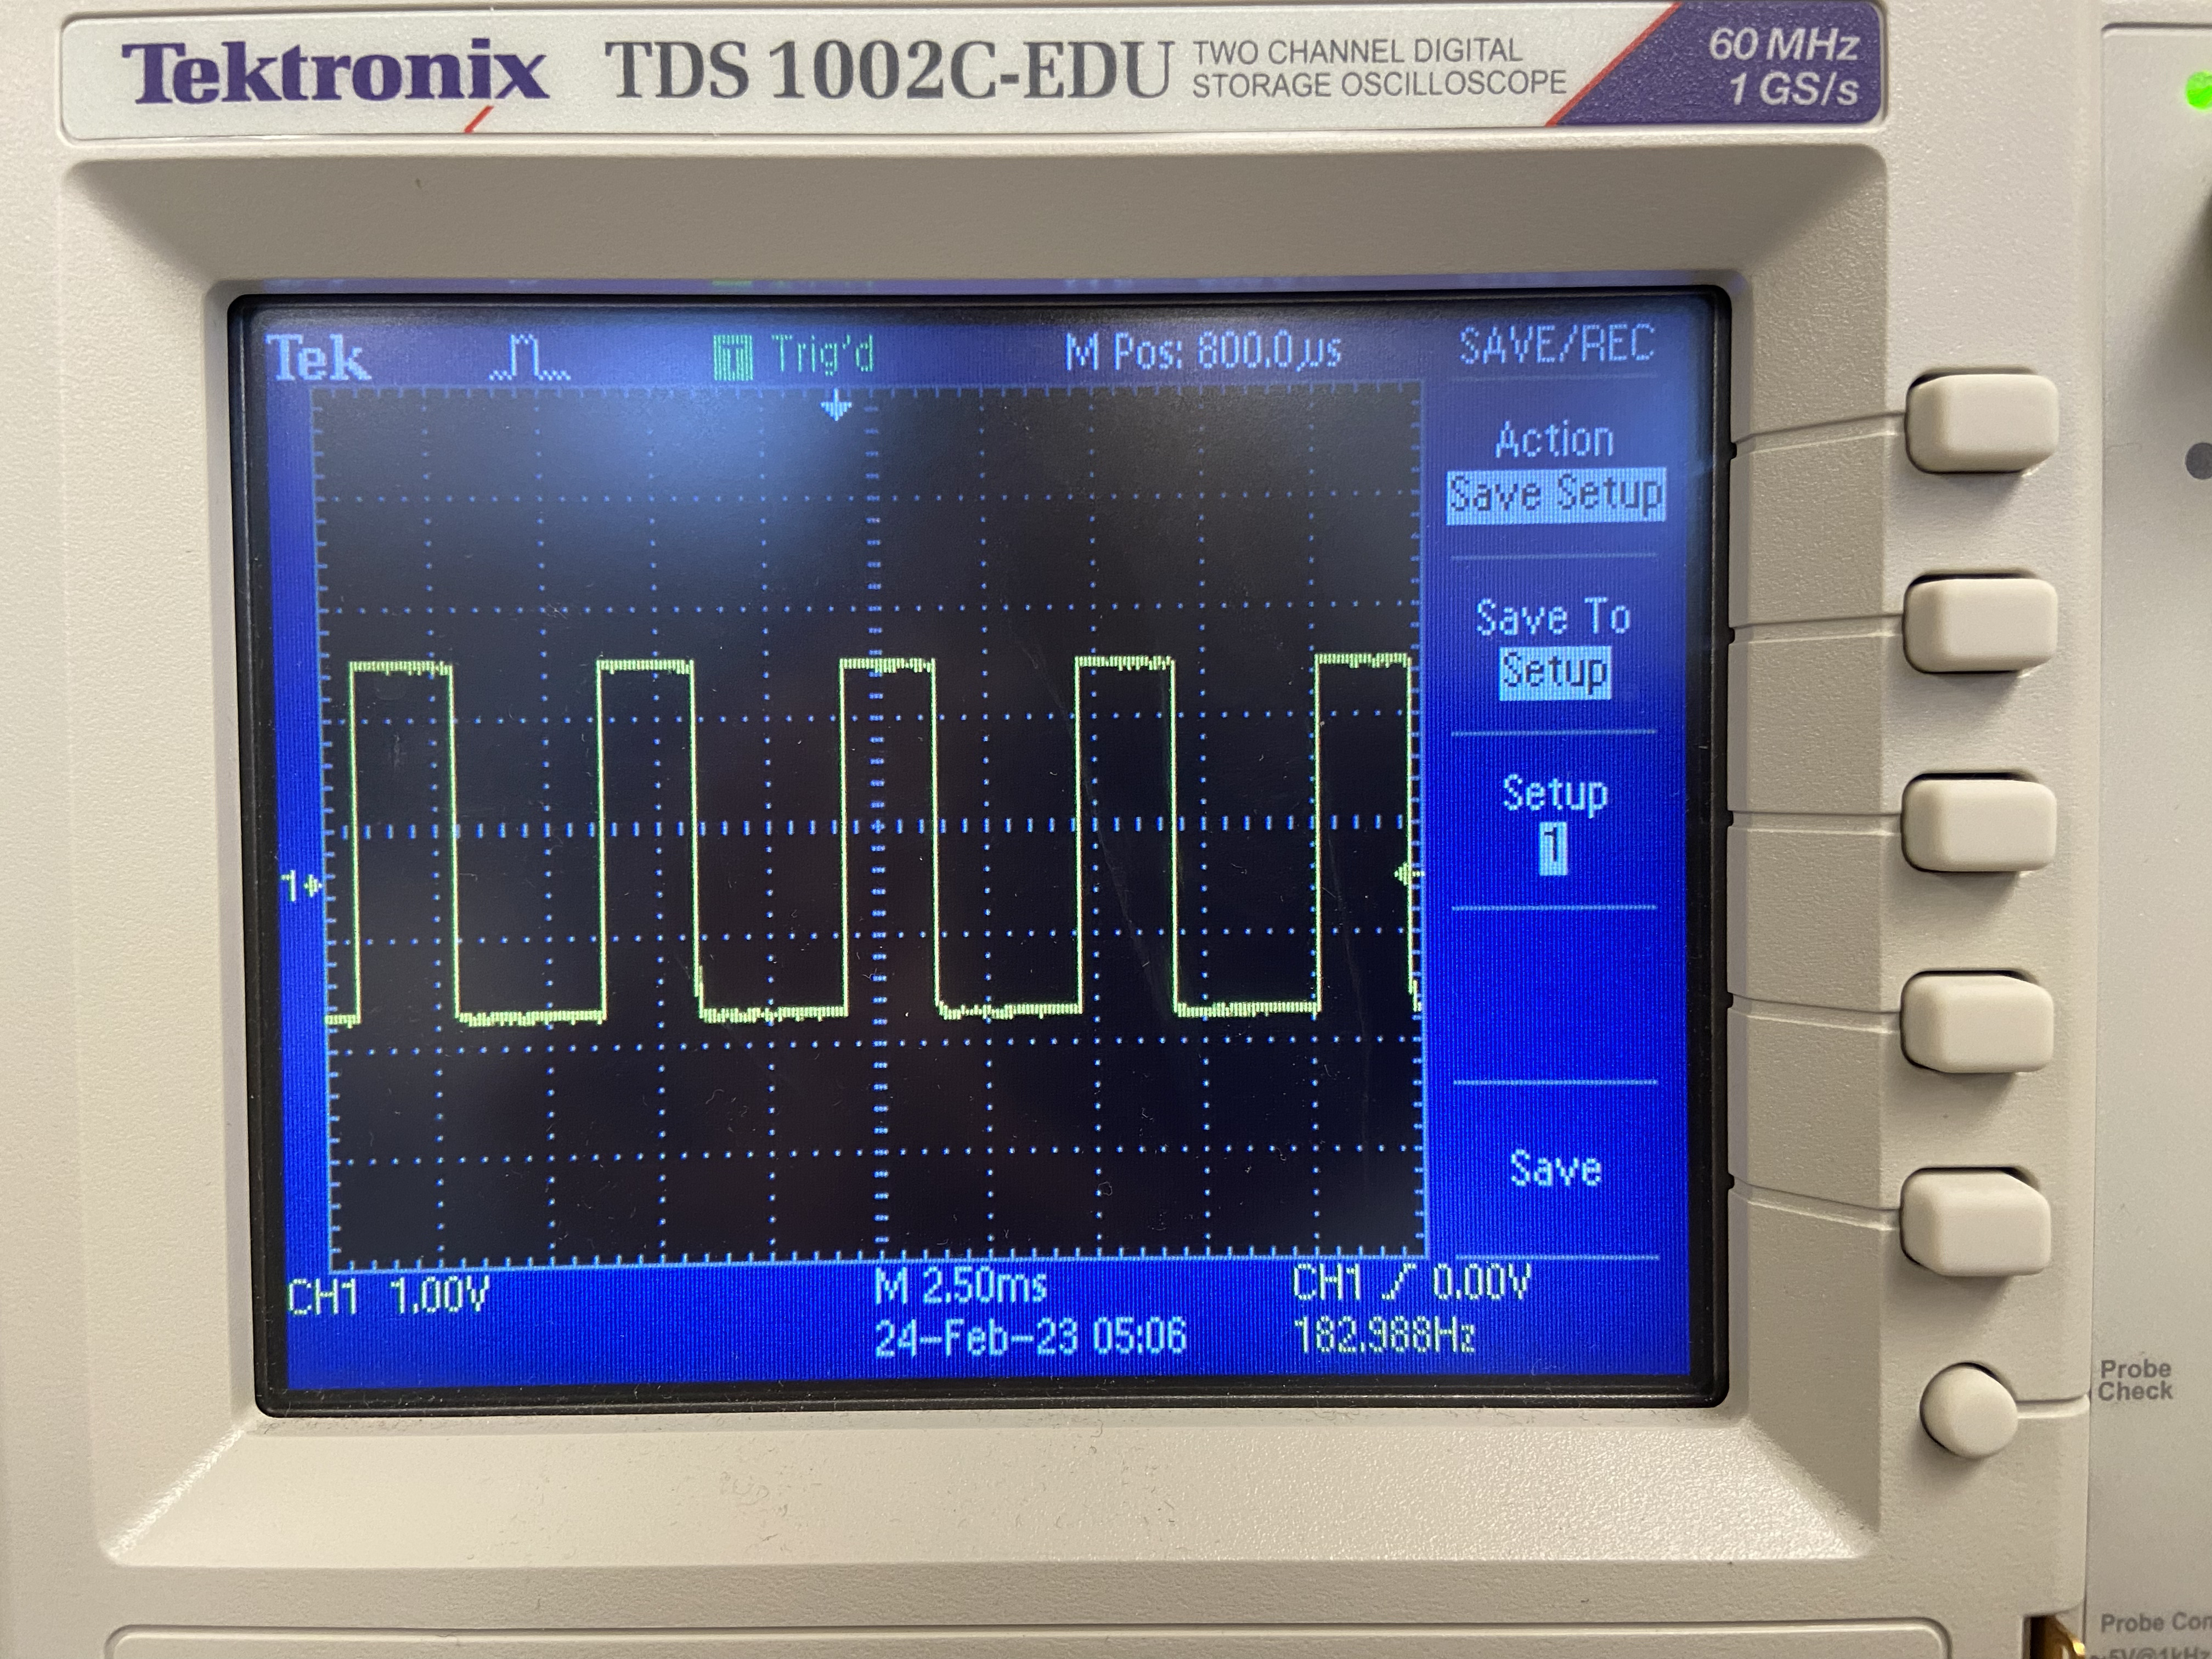 Tektronix TDS 1002C-EDU TWO CHANNEL DIGITAL STORAGE OSCILLOSCOPE
60 MHz
1 GS/s
Tek T Trig'd M Pos: 800.0µs SAVE/REC
Action
Save Setup
Save To
Setup
Setup
1
1
Save
CH1 1.00V M 2.50ms CH1 0.00V
24-Feb-23 05:06 182.988Hz
Probe
Check
Probe